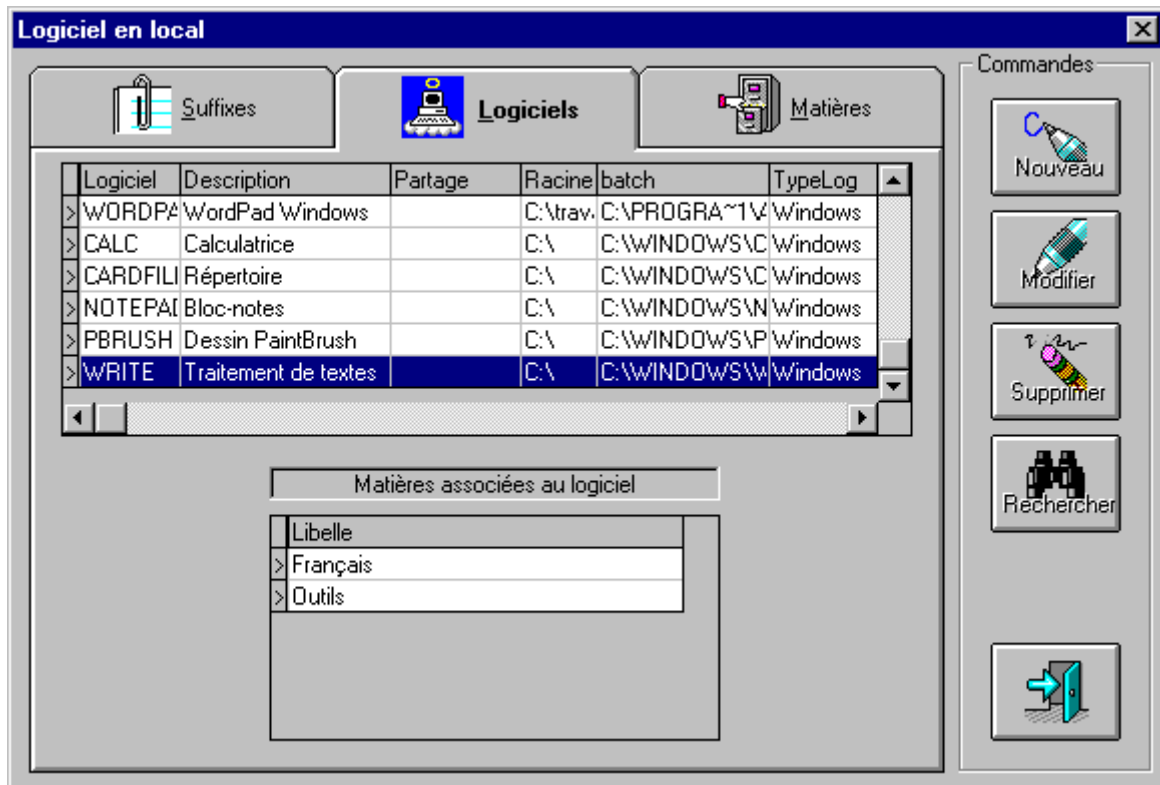 Logiciel en local
Suffixes Logiciels Matières
Commandes
Logiciel Description Partage Racine batch TypeLog
> WORDPA WordPad Windows C:\trav. C:\PROGRA~1\A Windows
> CALC Calculatrice C:\ C:\WINDOWS\C Windows
> CARDFILI Répertoire C:\ C:\WINDOWS\C Windows
> NOTEPAD Bloc-notes C:\ C:\WINDOWS\N Windows
> PBRUSH Dessin PaintBrush C:\ C:\WINDOWS\P Windows
> WRITE Traitement de textes C:\ C:\WINDOWS\W Windows
Matières associées au logiciel
Libelle
> Français
> Outils
Nouveau
Modifier
Supprimer
Rechercher